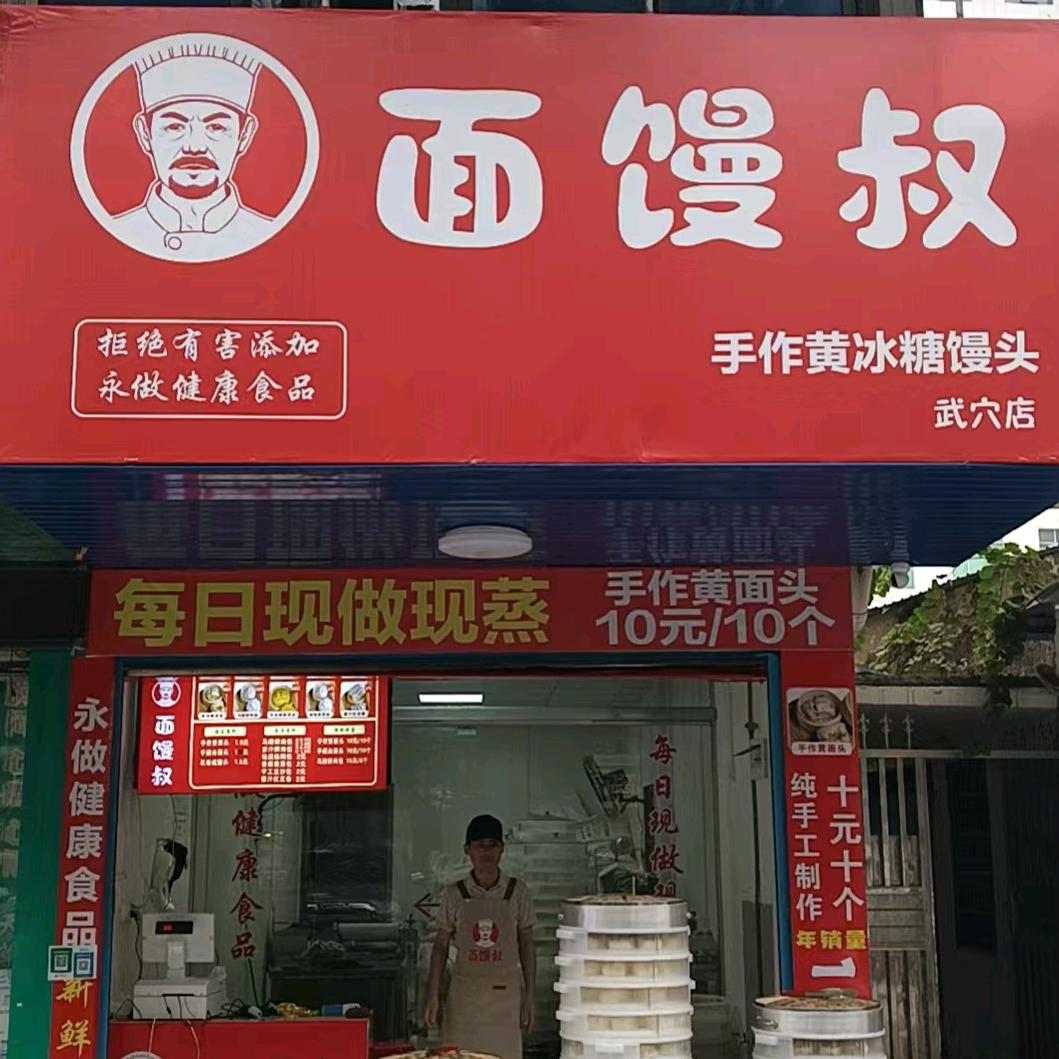 面馒叔
拒绝有害添加
永做健康食品
手作黄冰糖馒头
武穴店
每日现做现蒸
手作黄面头
10元/10个
永做健康食品
新鲜
面馒叔
健康食品
每日现做现
面馒叔
手作黄面头
十元十个
纯手工制作
年销量